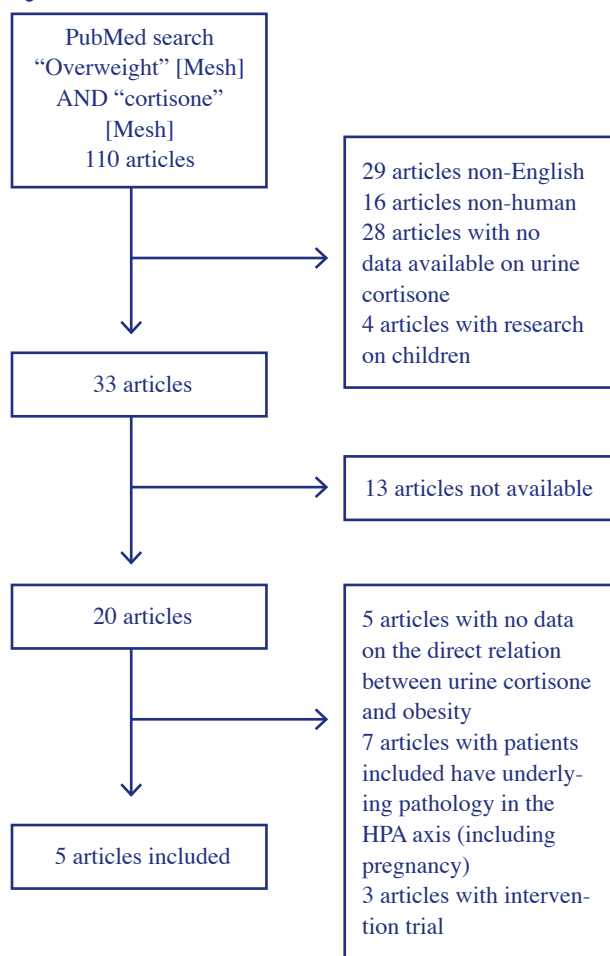 PubMed search
“Overweight” [Mesh]
AND “cortisone”
[Mesh]
110 articles
29 articles non-English
16 articles non-human
28 articles with no
data available on urine
cortisone
4 articles with research
on children
33 articles
13 articles not available
20 articles
5 articles with no data
on the direct relation
between urine cortisone
and obesity
7 articles with patients
included have underly-
ing pathology in the
HPA axis (including
pregnancy)
3 articles with interven-
tion trial
5 articles included